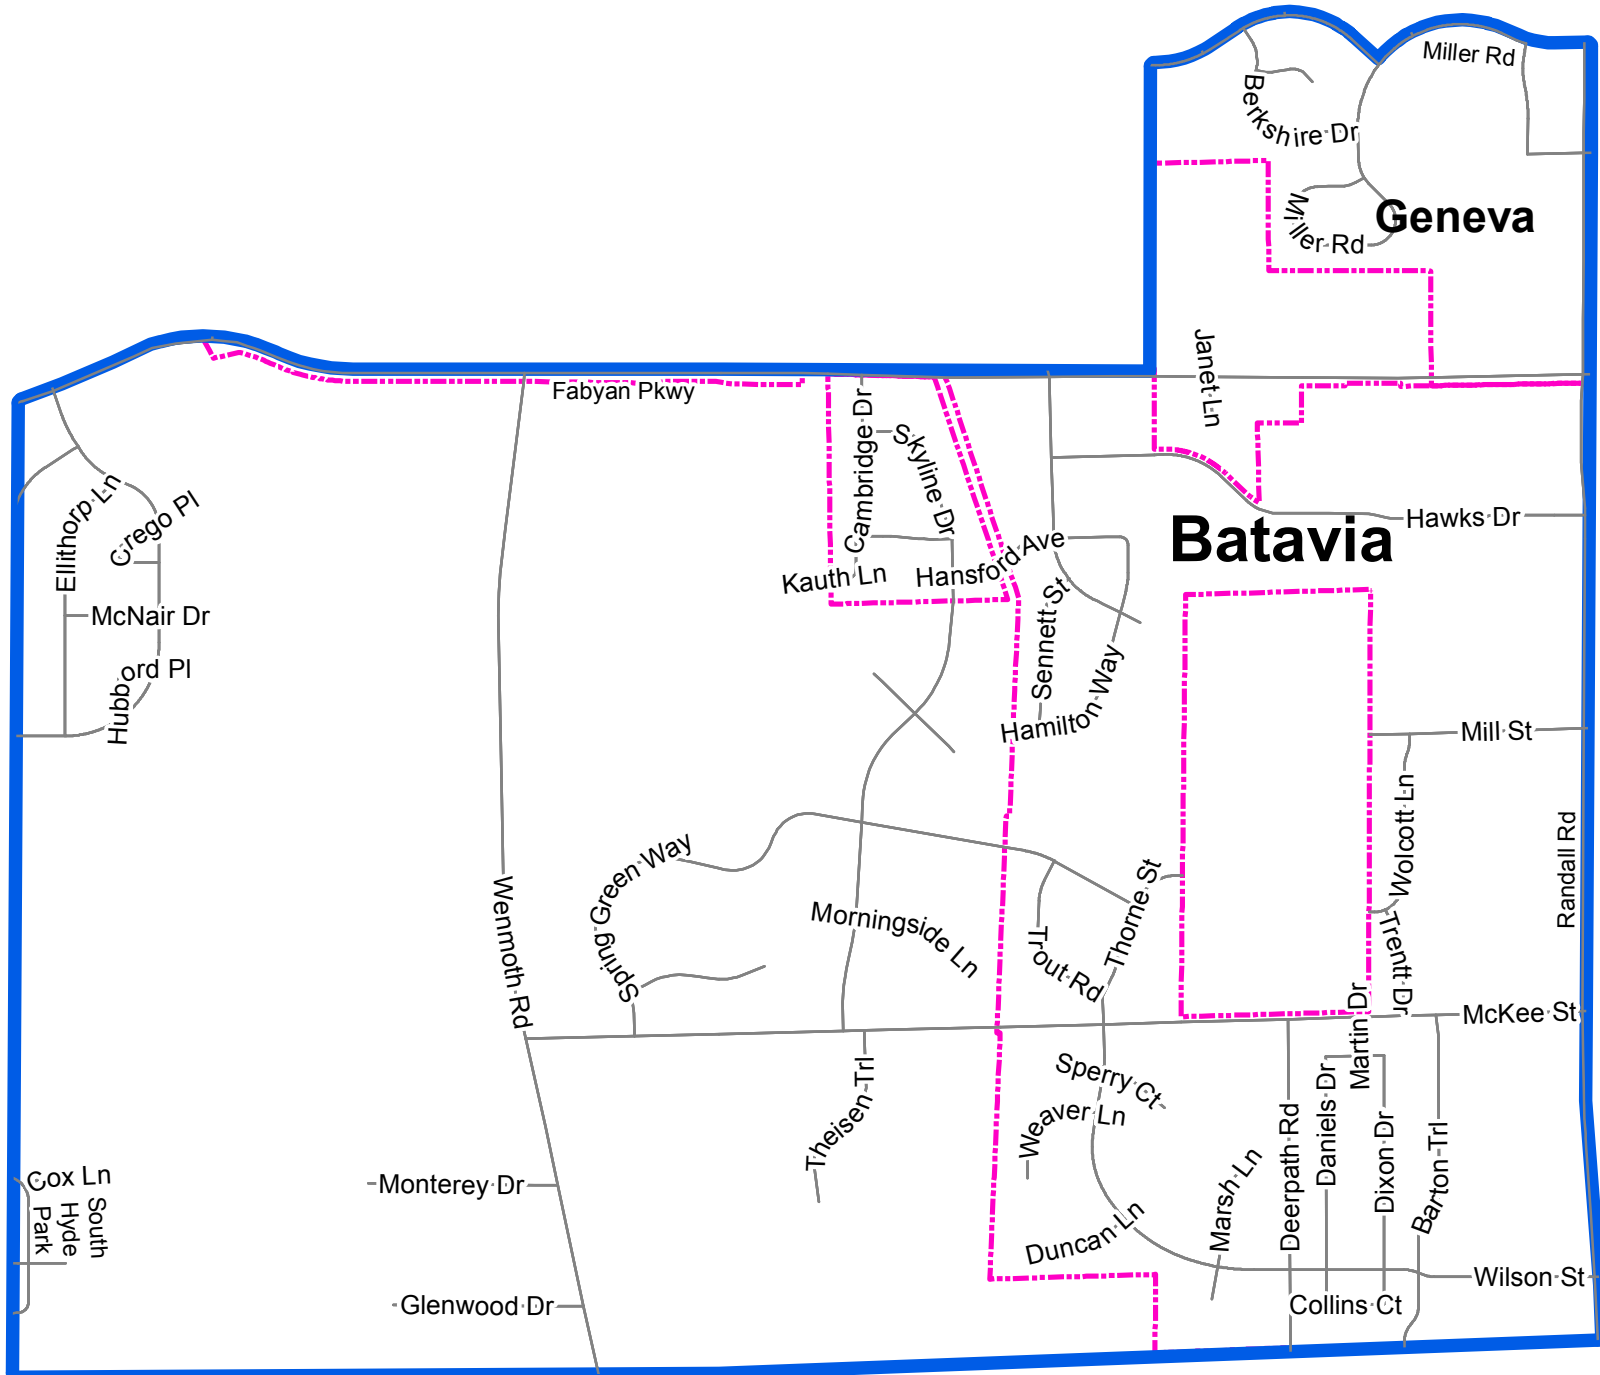 Miller Rd
Berkshire Dr
Miller Rd
Geneva
Janet Ln
Fabyan Pkwy
Cambridge Dr
Skyline Dr
Ellithorp Ln
Grego Pl
Hawks Dr
Batavia
Hansford Ave
Kauth Ln
McNair Dr
Sennett St
Hubbord Pl
Hamilton Way
Mill St
Wolcott Ln
Randall Rd
Spring Green Way
Wenmoth Rd
Morningside Ln
Thorne St
Trout Rd
Trentt Dr
McKee St
Martin Dr
Sperry Ct
Theisen Trl
Weaver Ln
Daniels Dr
Deerpath Rd
Dixon Dr
Barton Trl
Marsh Ln
Cox Ln
South
Hyde
Park
Monterey Dr
Duncan Ln
Wilson St
Glenwood Dr
Collins Ct